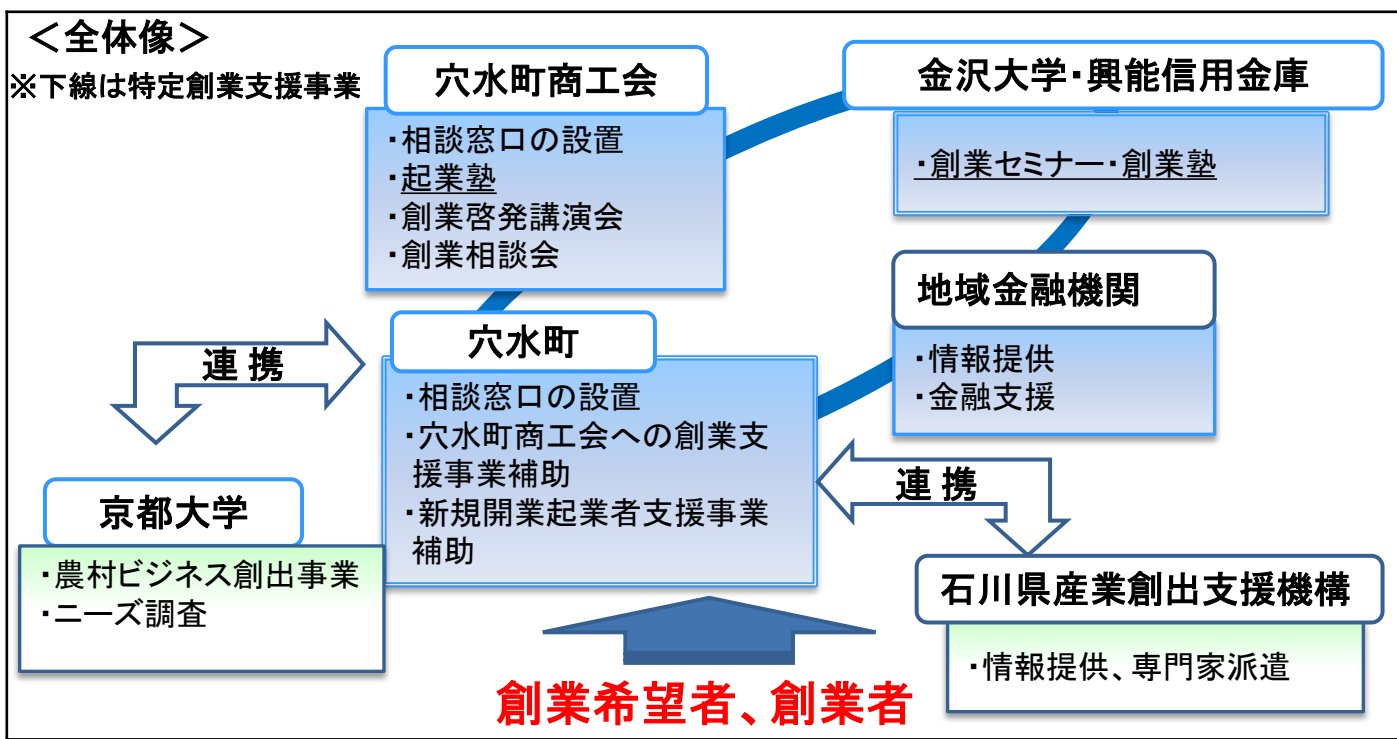 ＜全体像＞
※下線は特定創業支援事業
穴水町商工会
・相談窓口の設置
・起業塾
・創業啓発講演会
・創業相談会
金沢大学・興能信用金庫
・創業セミナー・創業塾
地域金融機関
・情報提供
・金融支援
連携
穴水町
・相談窓口の設置
・穴水町商工会への創業支
援事業補助
・新規開業起業者支援事業
補助
連携
京都大学
・農村ビジネス創出事業
・ニーズ調査
石川県産業創出支援機構
・情報提供、専門家派遣
創業希望者、創業者